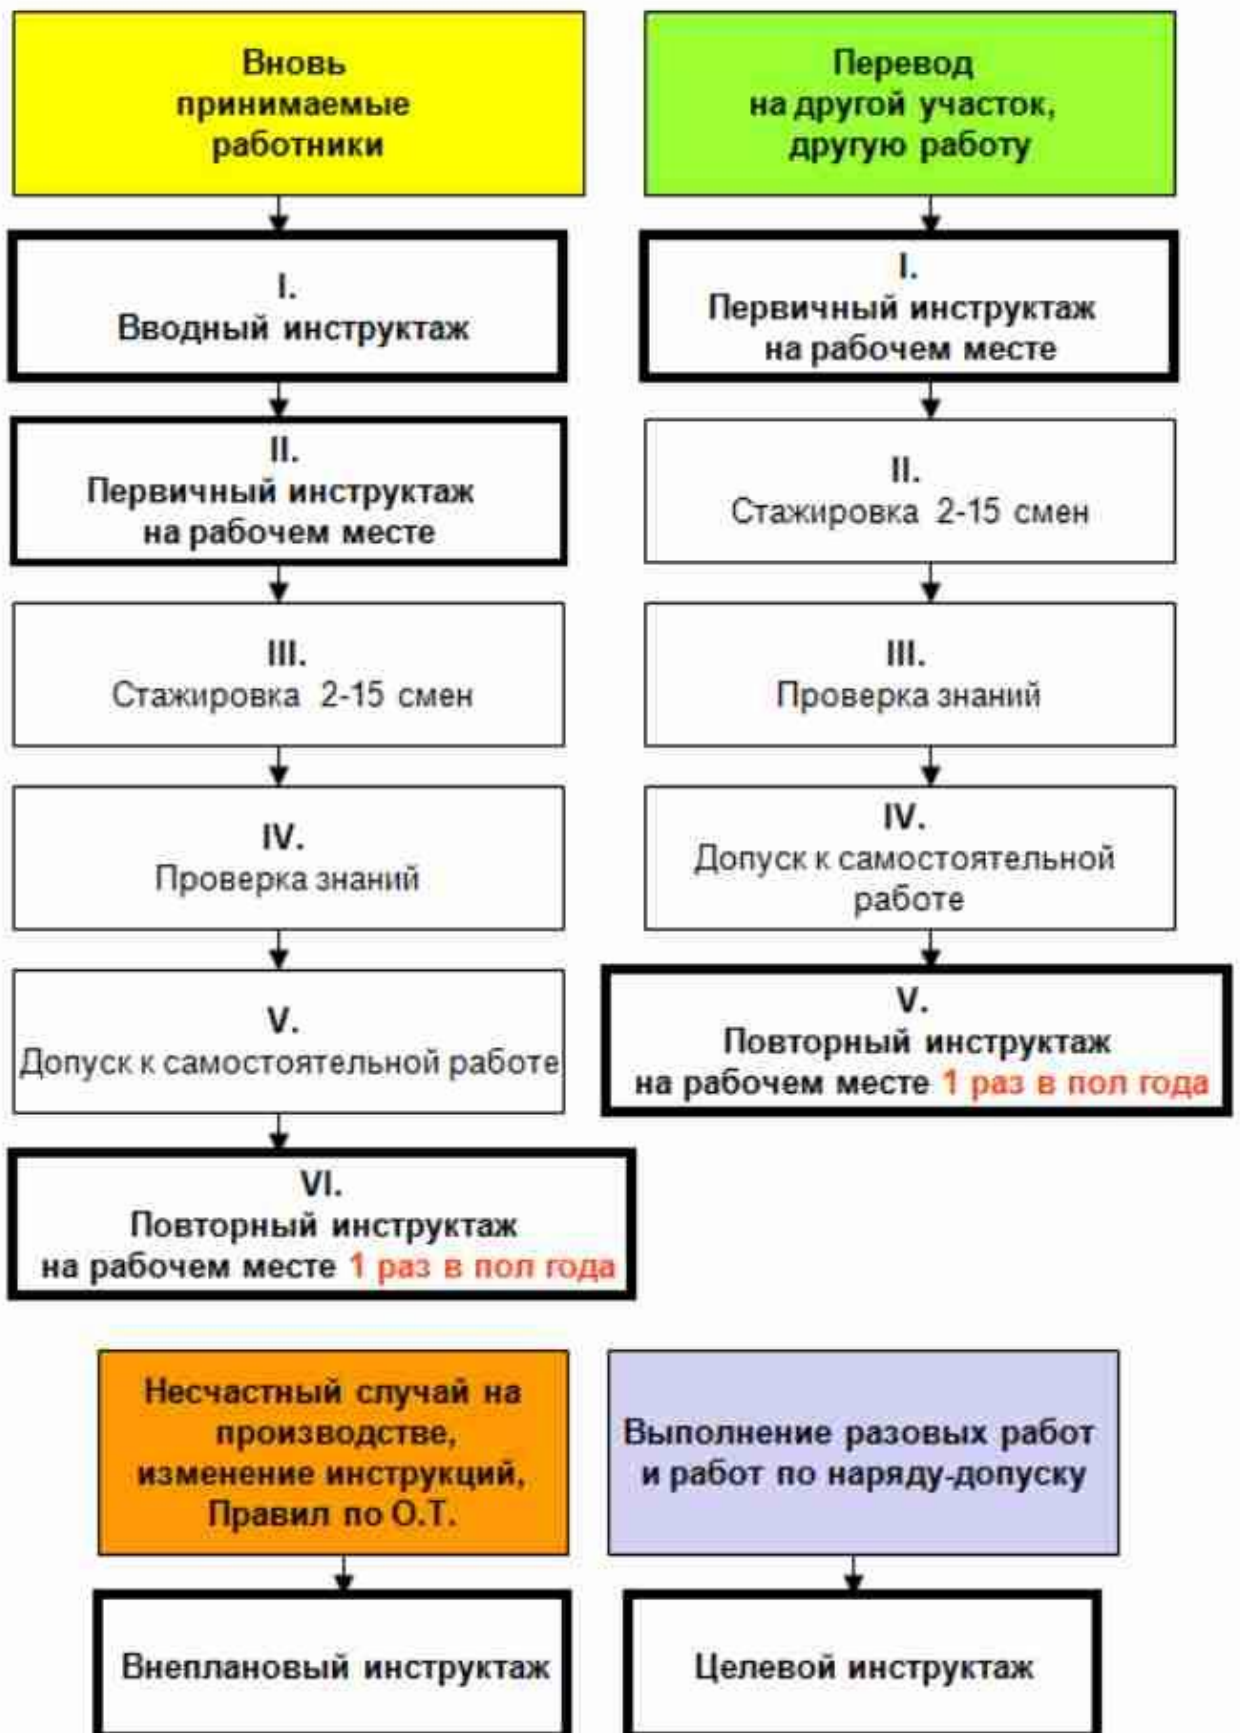 Вновь
принимаемые
работники
I.
Вводный инструктаж
II.
Первичный инструктаж
на рабочем месте
III.
Стажировка 2-15 смен
IV.
Проверка знаний
V.
Допуск к самостоятельной работе
VI.
Повторный инструктаж
на рабочем месте 1 раз в пол года
Перевод
на другой участок,
другую работу
I.
Первичный инструктаж
на рабочем месте
II.
Стажировка 2-15 смен
III.
Проверка знаний
IV.
Допуск к самостоятельной
работе
V.
Повторный инструктаж
на рабочем месте 1 раз в пол года
Несчастный случай на
производстве,
изменение инструкций,
Правил по О.Т.
Внеплановый инструктаж
Выполнение разовых работ
и работ по наряду-допуску
Целевой инструктаж